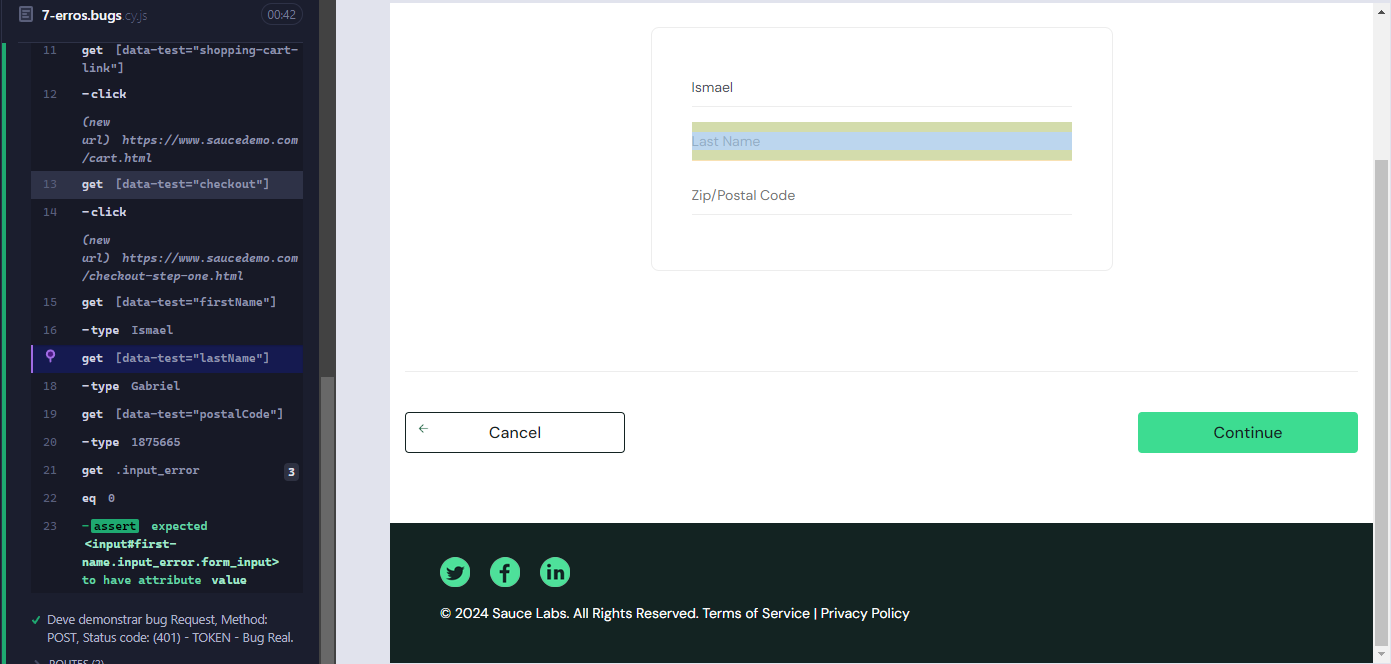 7-erros.bugs.cy.js 00:42
11 get [data-test="shopping-cart-
link"]
12 -click
(new
url) https://www.saucedemo.com
/cart.html
13 get [data-test="checkout"]
14 -click
(new
url) https://www.saucedemo.com
/checkout-step-one.html
15 get [data-test="firstName"]
16 -type Ismael
get [data-test="lastName"]
18 -type Gabriel
19 get [data-test="postalCode"]
20 -type 1875665
21 get .input_error 3
22 eq 0
23 -assert expected
<input#first-
name.input_error.form_input>
to have attribute value
Deve demonstrar bug Request, Method:
POST, Status code: (401) - TOKEN - Bug Real.
ROUTES (2)
Ismael
Last Name
Zip/Postal Code
Cancel
Continue
© 2024 Sauce Labs. All Rights Reserved. Terms of Service | Privacy Policy